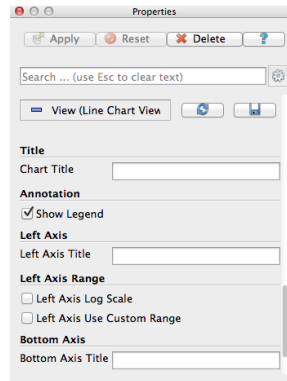 Properties
Apply Reset Delete ?
Search ... (use Esc to clear text)
View (Line Chart View
Title
Chart Title
Annotation
Show Legend
Left Axis
Left Axis Title
Left Axis Range
Left Axis Log Scale
Left Axis Use Custom Range
Bottom Axis
Bottom Axis Title